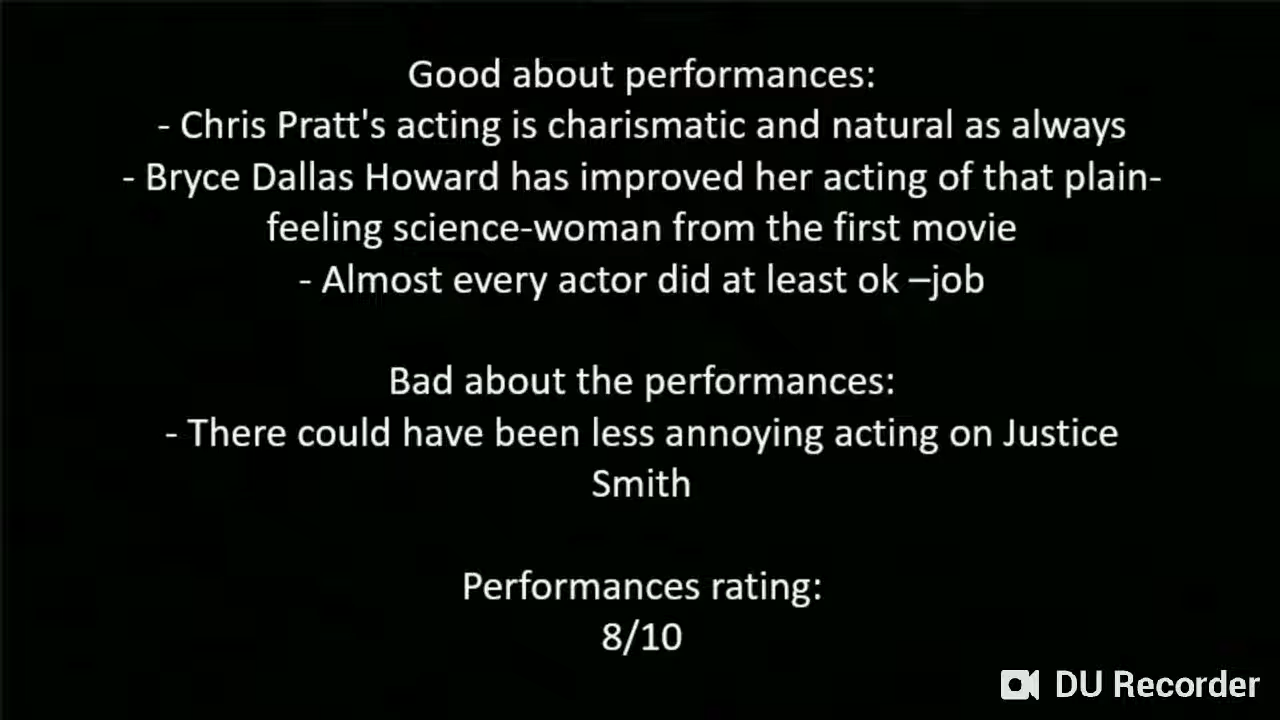 Good about performances:
- Chris Pratt's acting is charismatic and natural as always
- Bryce Dallas Howard has improved her acting of that plain-
feeling science-woman from the first movie
- Almost every actor did at least ok –job
Bad about the performances:
- There could have been less annoying acting on Justice
Smith
Performances rating:
8/10
DU Recorder